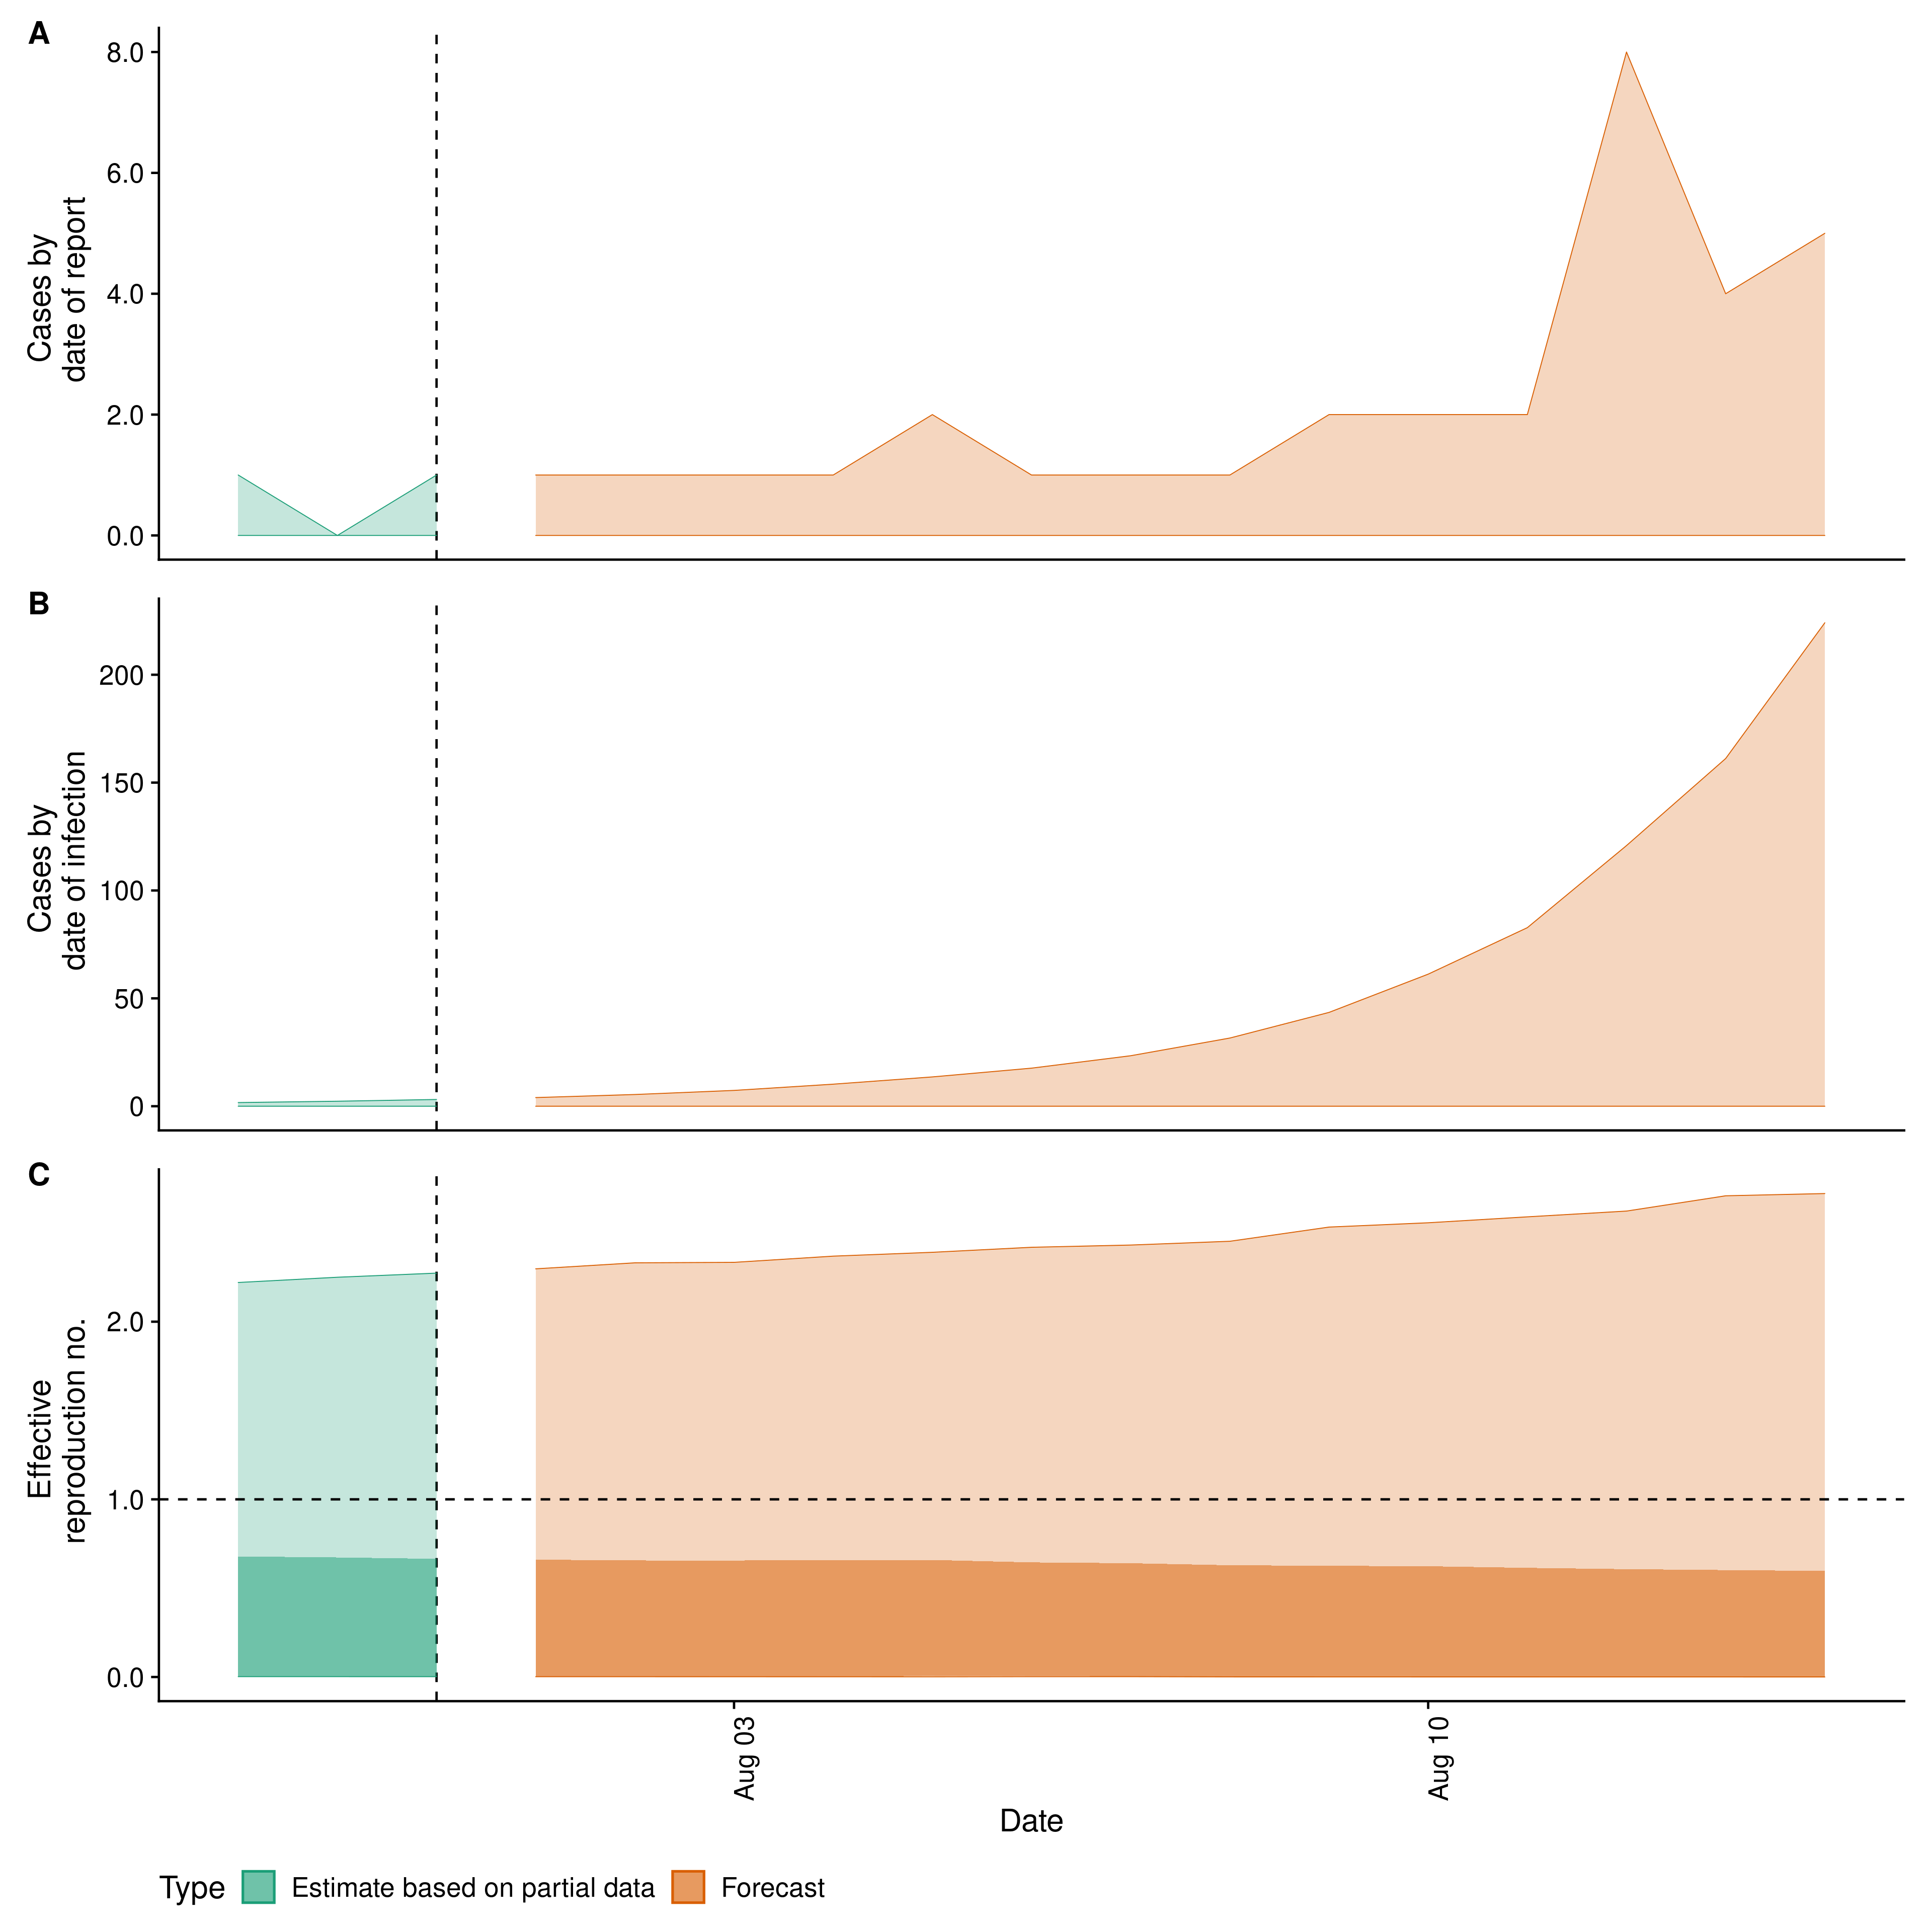 A
8.0
6.0
4.0
2.0
0.0
Cases by
date of report
B
200
150
100
50
0
Cases by
date of infection
C
2.0
1.0
0.0
Effective
reproduction no.
Aug 03
Aug 10
Date
Type
Estimate based on partial data
Forecast